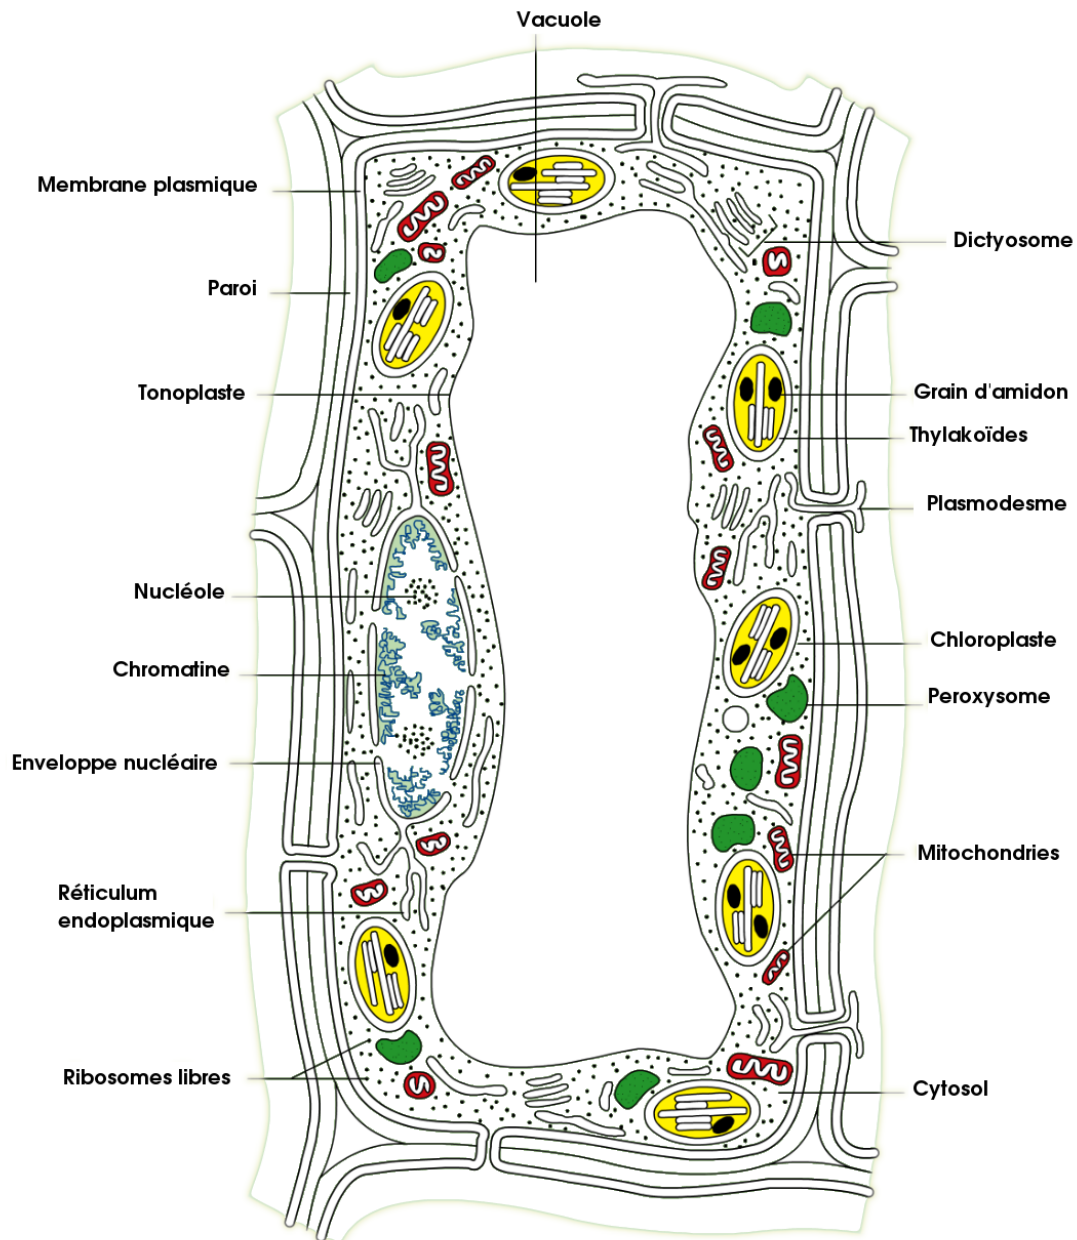 Vacuole
Membrane plasmique
Dictyosome
Paroi
Tonoplaste
Grain d'amidon
Thylakoïdes
Plasmodesme
Nucléole
Chloroplaste
Chromatine
Peroxysome
Enveloppe nucléaire
Mitochondries
Réticulum
endoplasmique
Ribosomes libres
Cytosol